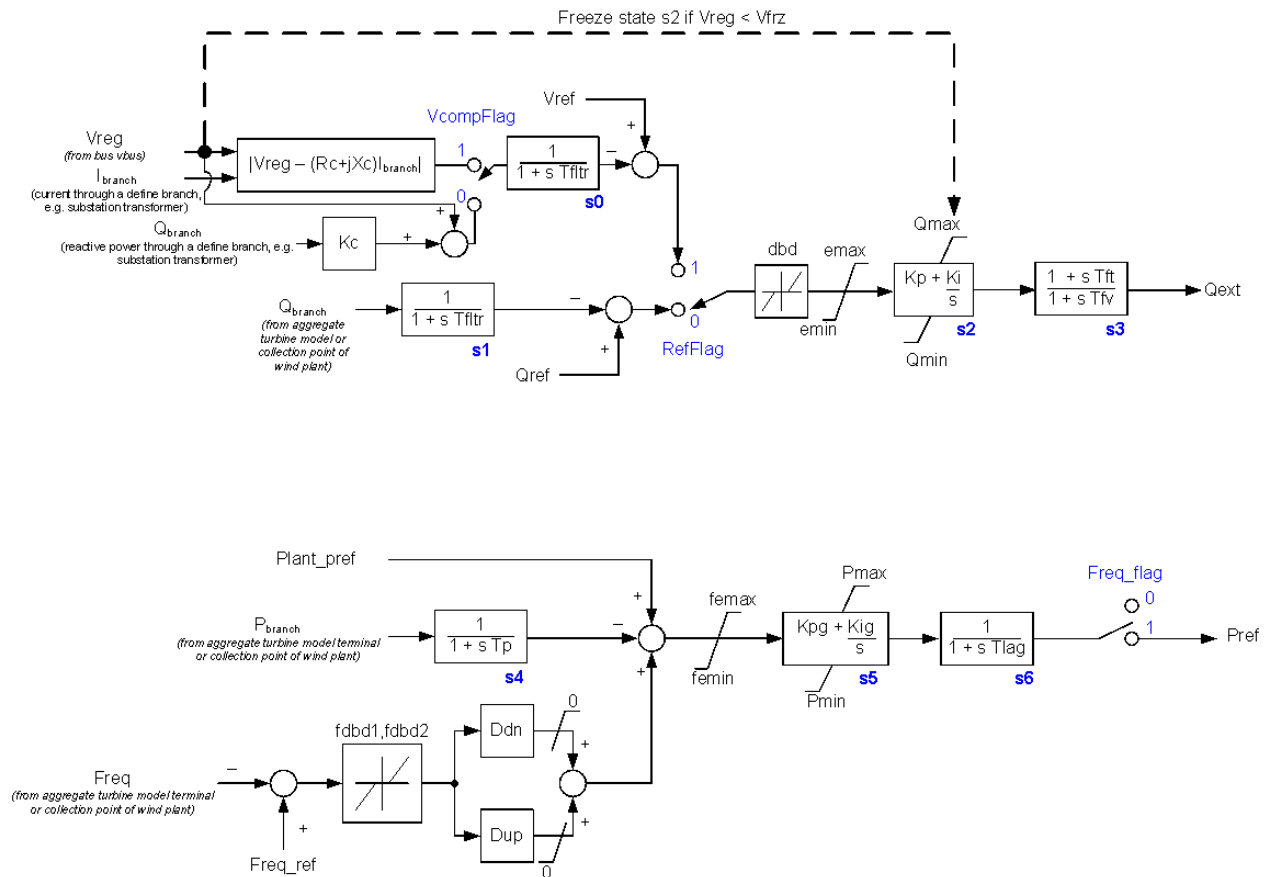 Freeze state s2 if Vreg < Vfrz
Vref
+
VcompFlag
Vreg
(from bus vbus)
|Vreg – (Rc+jXc)Ibranch|
1
1
1 + s Tfltr
–
s0
Ibranch
(current through a define branch,
e.g. substation transformer)
0
+
Qbranch
(reactive power through a define branch, e.g.
substation transformer)
Kc
+
Qmax
dbd
emax
1
Kp + Ki
s
1 + s Tft
1 + s Tfv
Qext
Qbranch
(from aggregate
turbine model or
collection point of
wind plant)
1
1 + s Tfltr
–
0
emin
s2
s3
s1
RefFlag
+
Qmin
Qref
Plant_pref
Pmax
Freq_flag
+
femax
0
Pbranch
(from aggregate turbine model terminal
or collection point of wind plant)
1
1 + s Tp
–
Kpg + Kig
s
1
1 + s Tlag
1
Pref
s4
+
femin
Pmin
s5
s6
fdbd1,fdbd2
Ddn
0
+
Freq
(from aggregate turbine model terminal
or collection point of wind plant)
–
+
Dup
+
0
Freq_ref